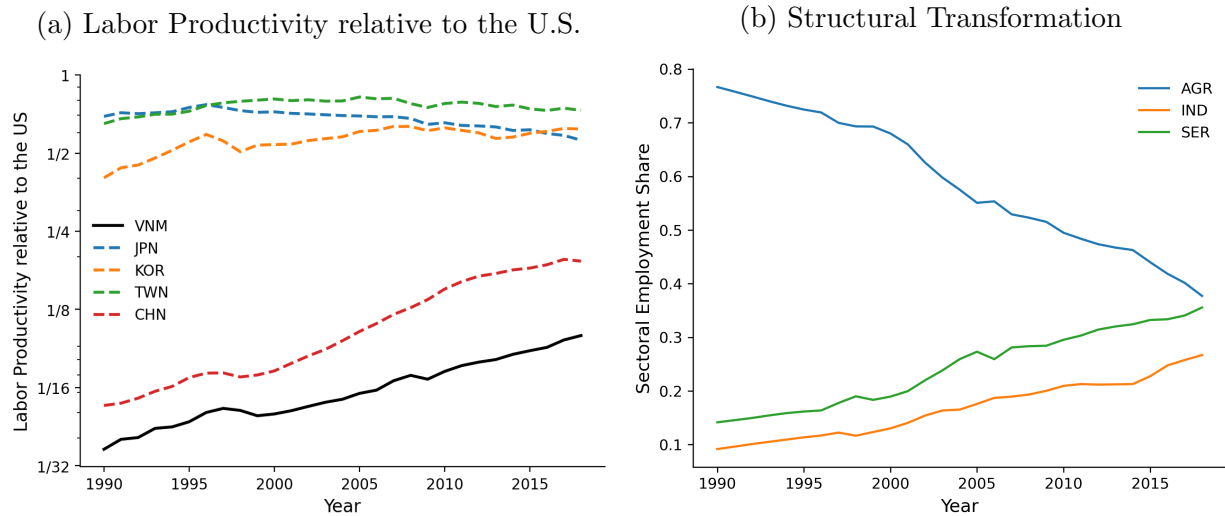 (a) Labor Productivity relative to the U.S.
1
1/2
1/4
1/8
1/16
1/32
Labor Productivity relative to the US
VNM
JPN
KOR
TWN
CHN
1990
1995
2000
2005
2010
2015
Year
(b) Structural Transformation
0.8
0.7
0.6
0.5
0.4
0.3
0.2
0.1
Sectoral Employment Share
AGR
IND
SER
1990
1995
2000
2005
2010
2015
Year